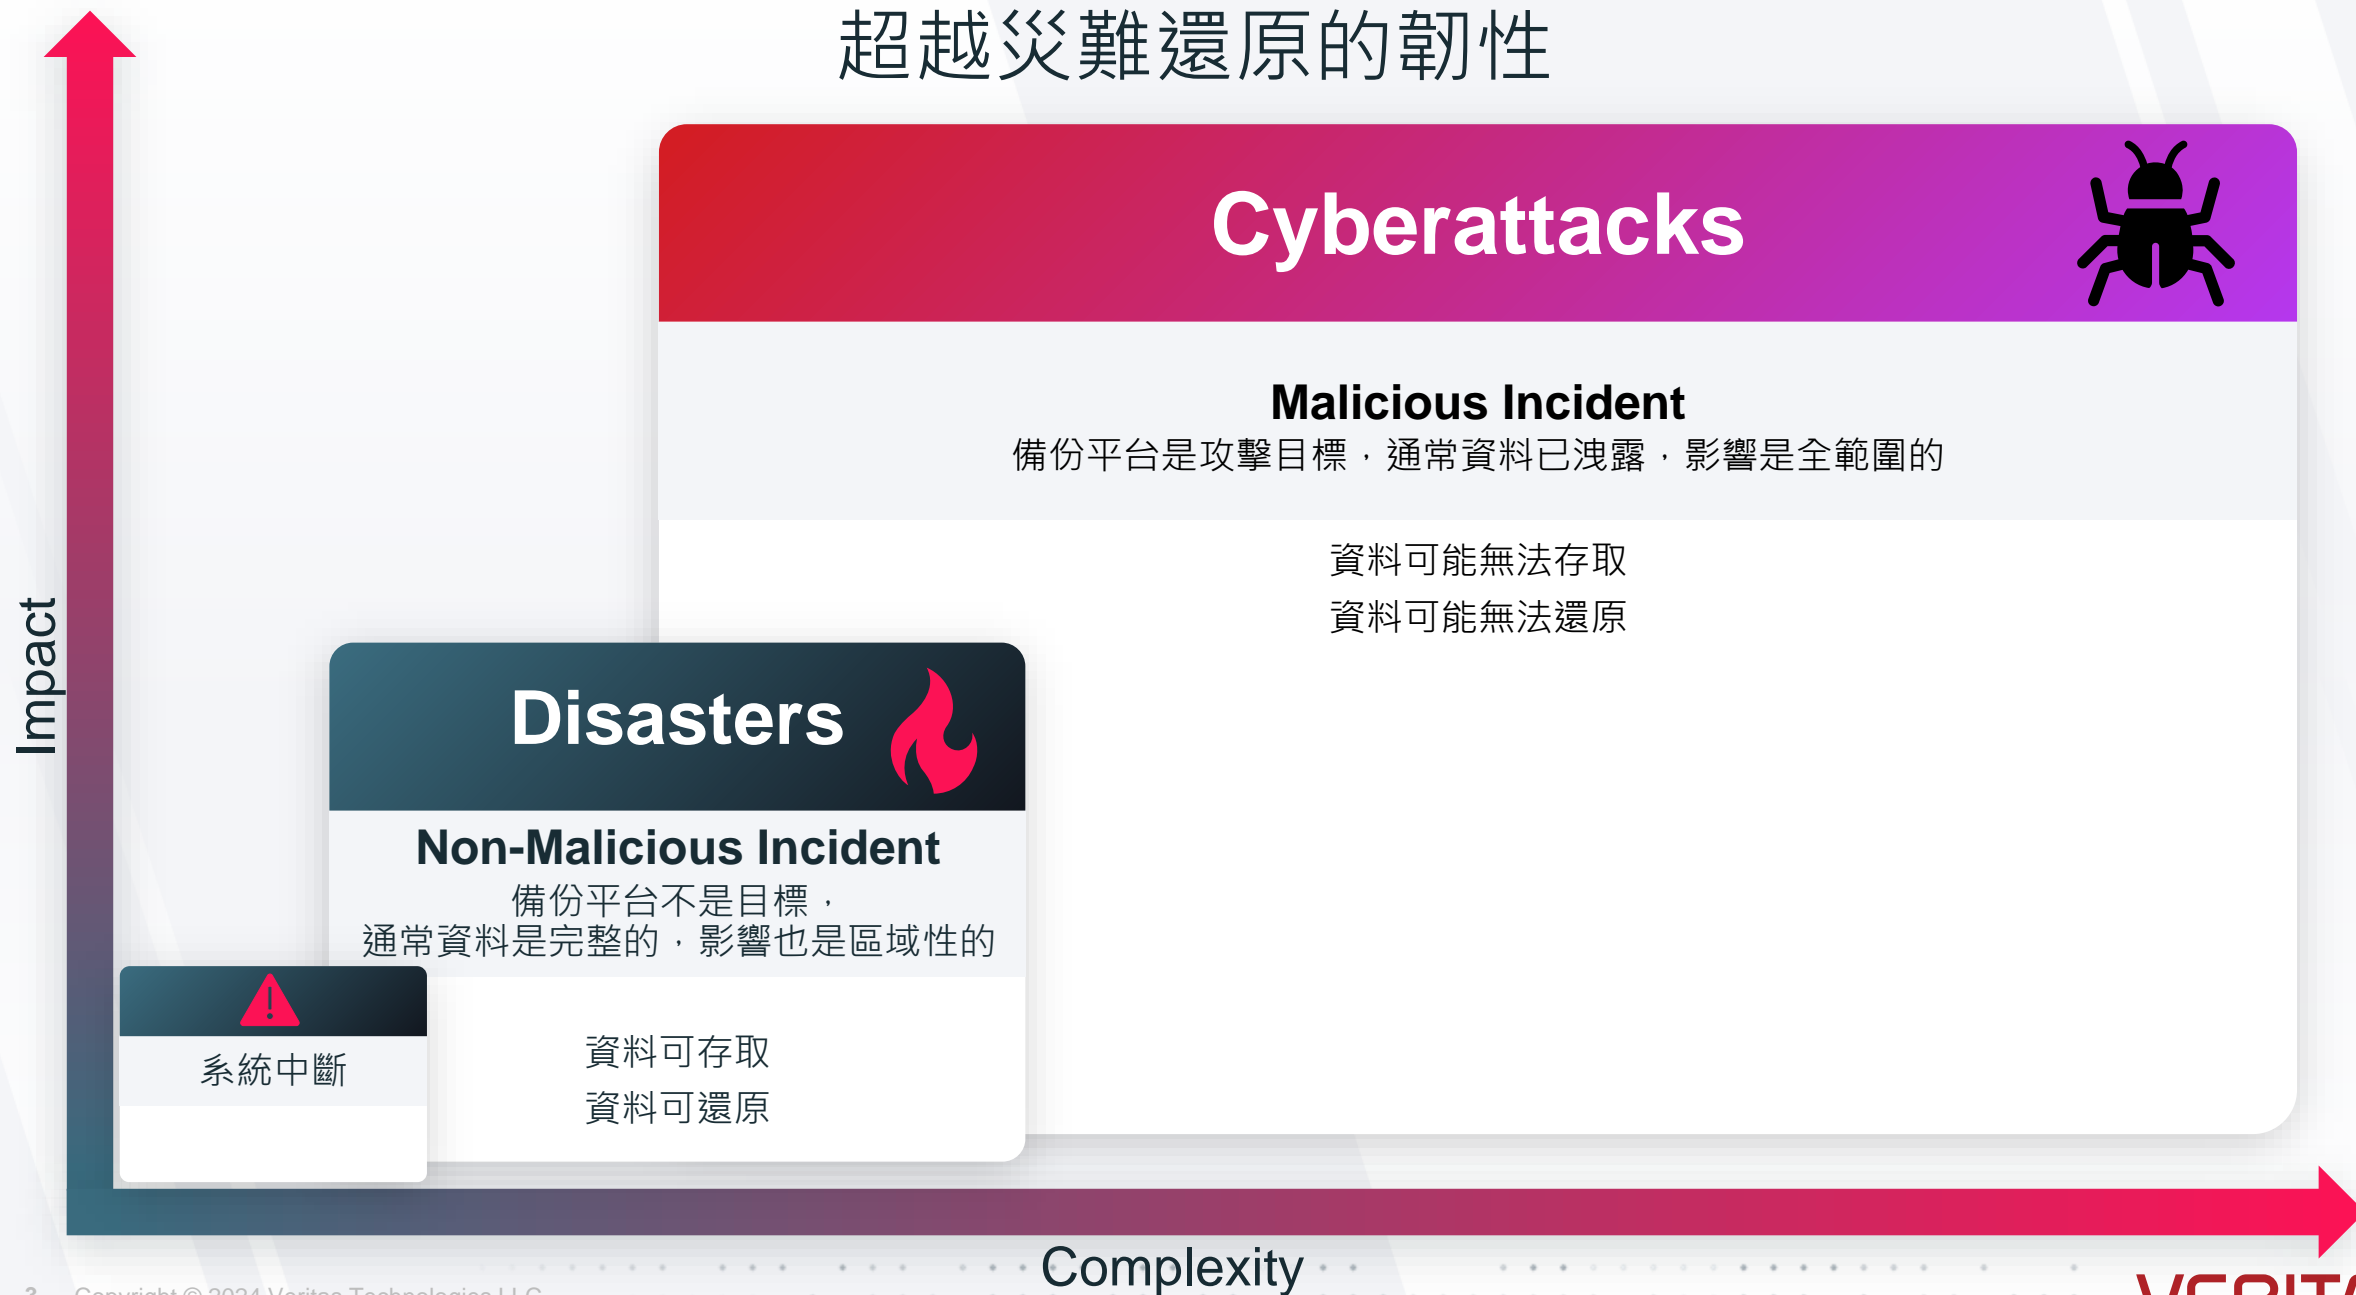 超越災難還原的韌性
Cyberattacks
Malicious Incident
備份平台是攻擊目標，通常資料已洩露，影響是全範圍的
資料可能無法存取
資料可能無法還原
Impact
Disasters
Non-Malicious Incident
備份平台不是目標，
通常資料是完整的，影響也是區域性的
資料可存取
資料可還原
系統中斷
Complexity
Copyright © 2024 Veritas Technologies LLC